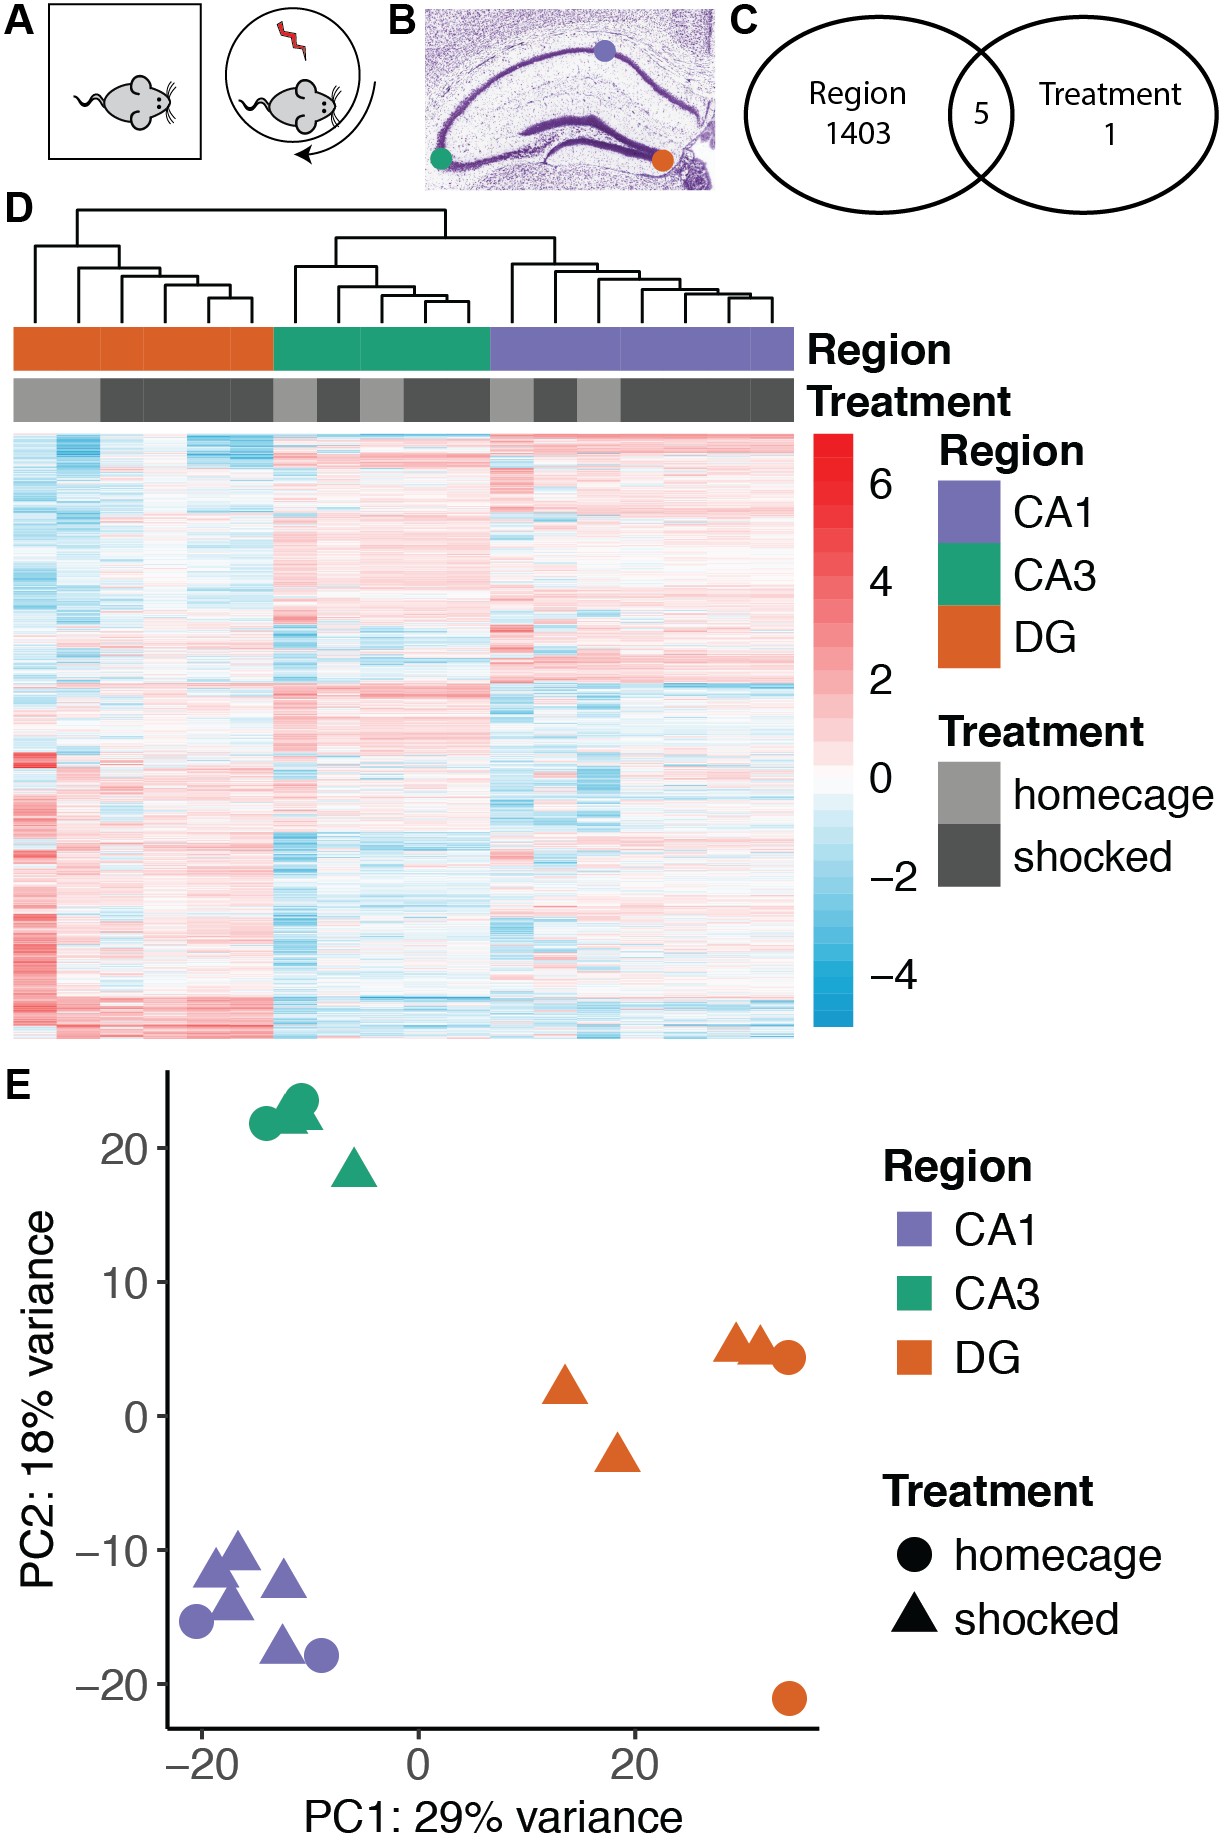 A
B
C
Region
1403
5
Treatment
1
D
Region
Treatment
6
4
2
0
−2
−4
Region
CA1
CA3
DG
Treatment
homecage
shocked
E
PC2: 18% variance
20
10
0
−10
−20
−20
0
20
PC1: 29% variance
Region
CA1
CA3
DG
Treatment
homecage
shocked